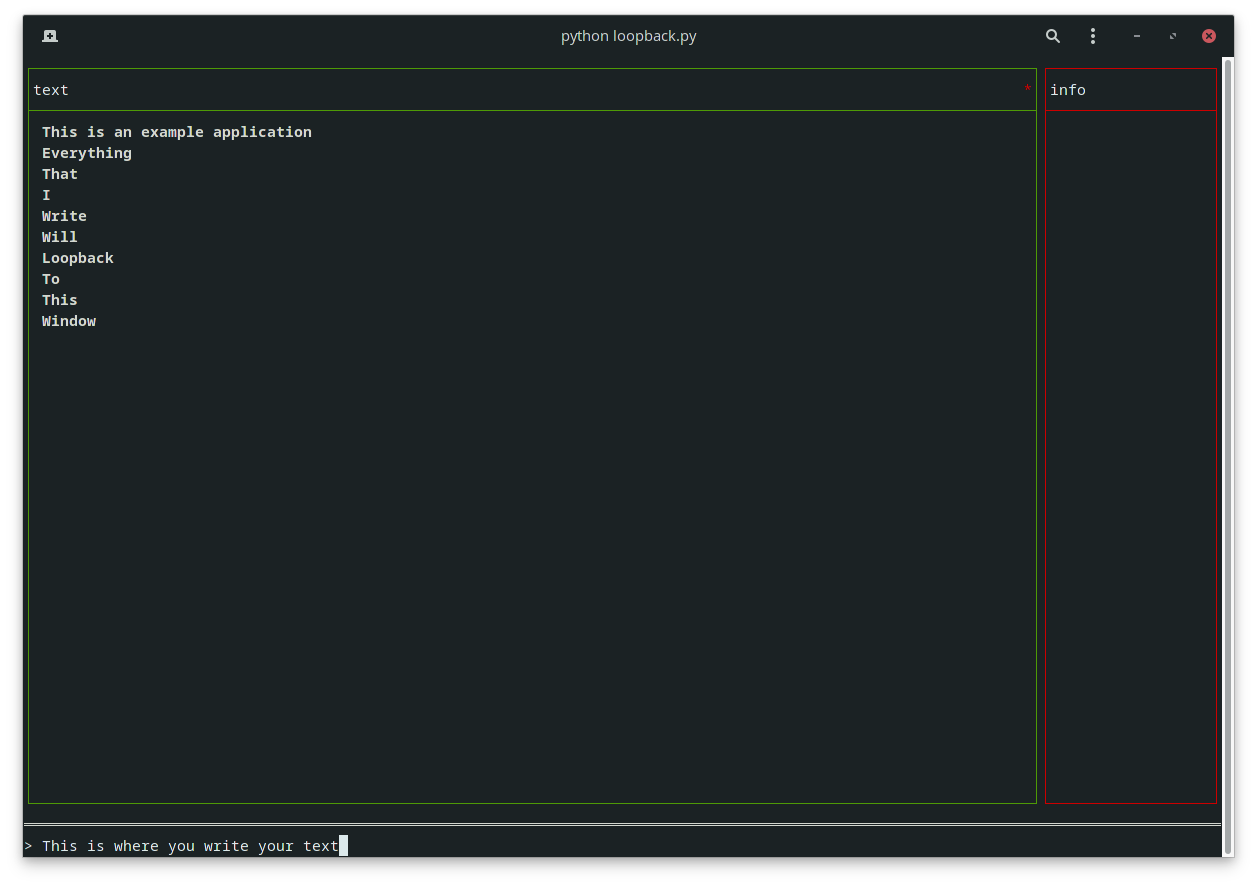 python loopback.py
text *
info
This is an example application
Everything
That
I
Write
Will
Loopback
To
This
Window
> This is where you write your text